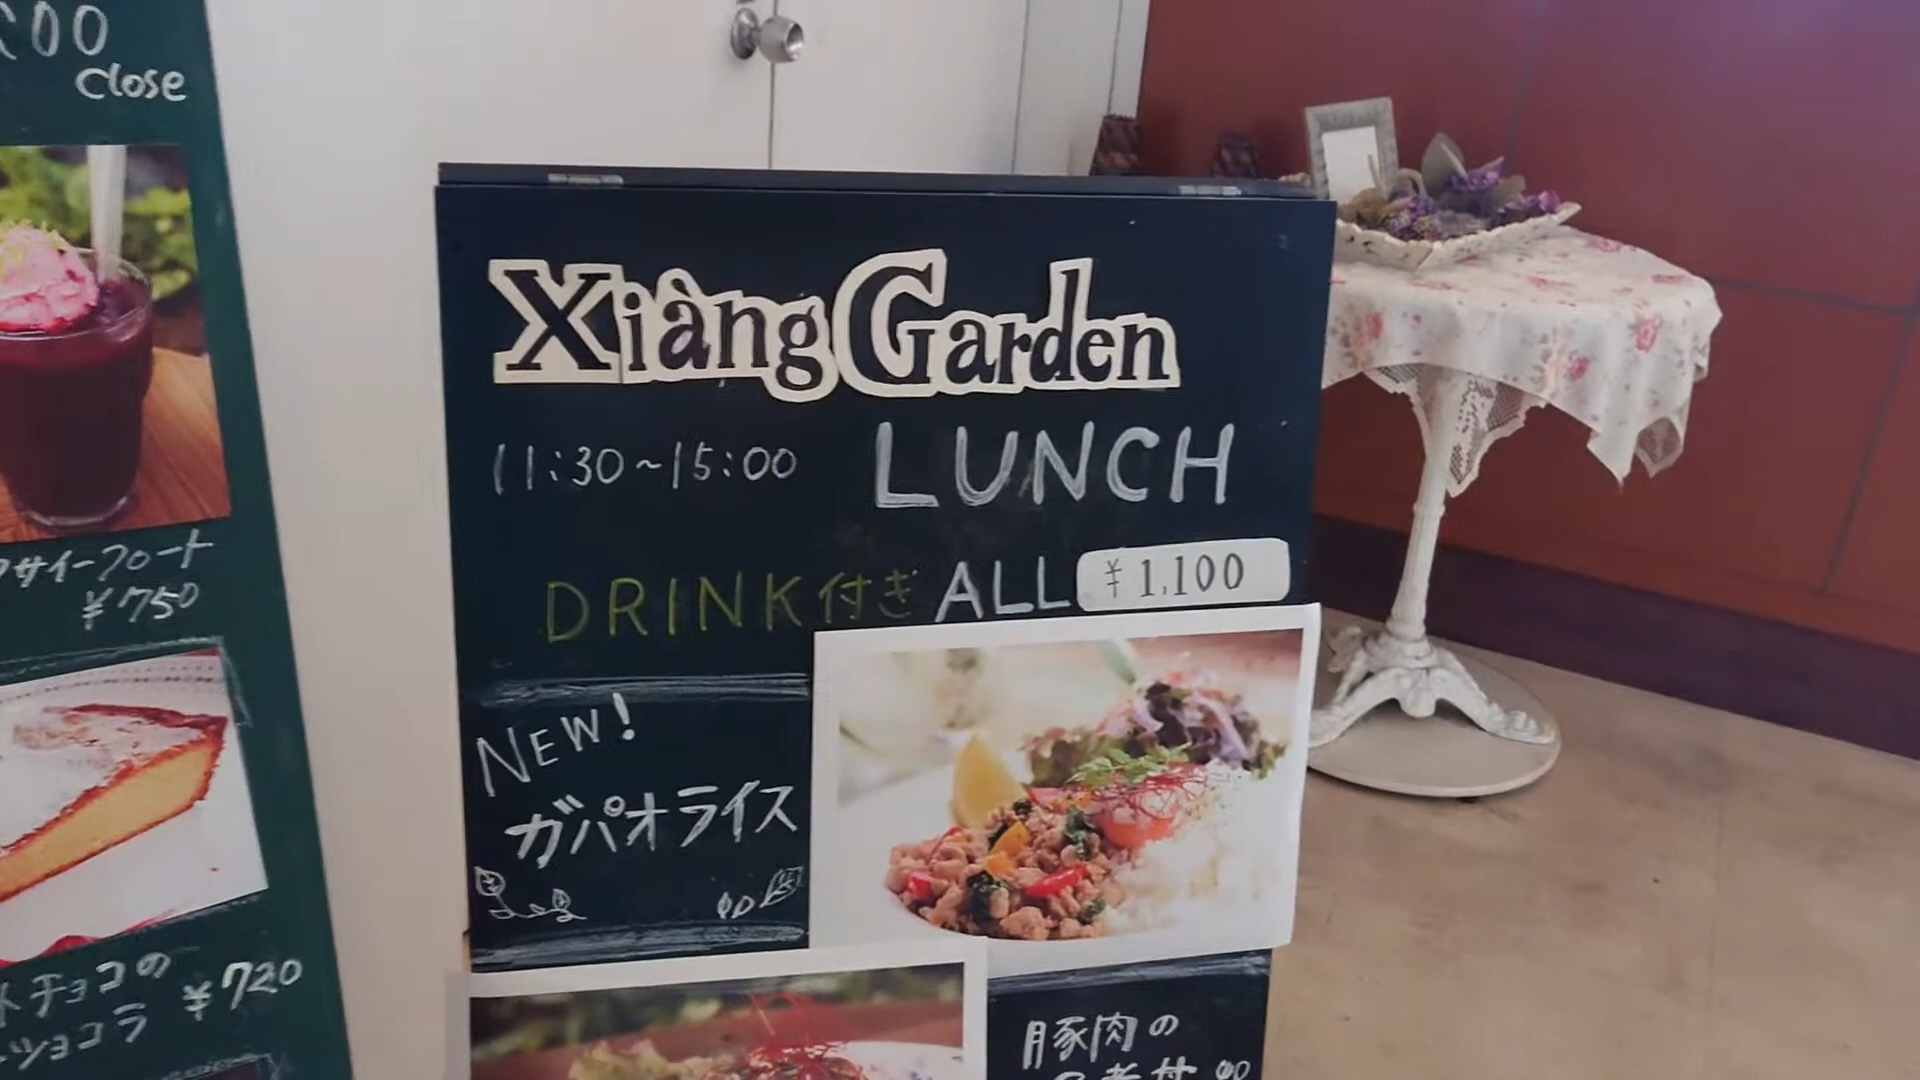 close
サイーフロート
¥750
チョコの
ショコラ ¥720
Xiàng Garden
11:30~15:00 LUNCH
DRINK付き ALL ¥1,100
NEW!
ガパオライス
豚肉の